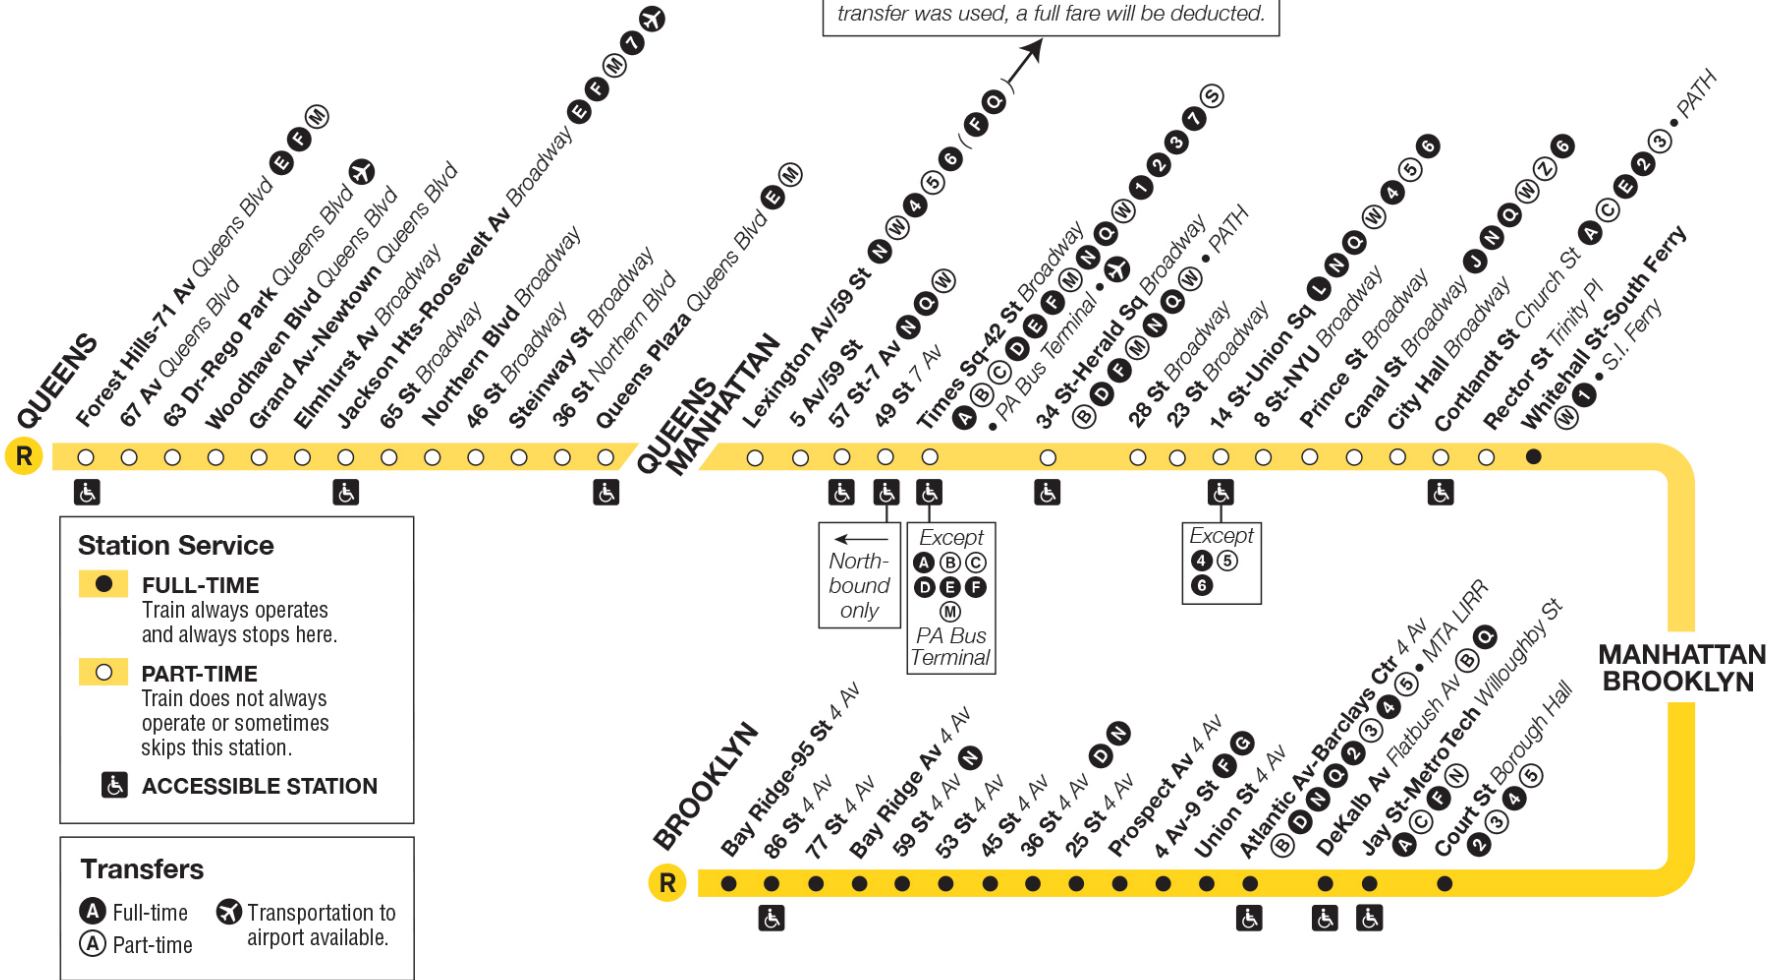 transfer was used, a full fare will be deducted.
QUEENS
R
Forest Hills-71 Av Queens Blvd E F M
67 Av Queens Blvd
63 Dr-Rego Park Queens Blvd
Woodhaven Blvd Queens Blvd
Grand Av-Newtown Queens Blvd
Elmhurst Av Broadway
Jackson Hts-Roosevelt Av Broadway E F M 7
65 St Broadway
Northern Blvd Broadway
46 St Broadway
Steinway St Broadway
36 St Northern Blvd
Queens Plaza Queens Blvd E M
QUEENS
MANHATTAN
Lexington Av/59 St N W 4 5 6 ( F Q )
5 Av/59 St
57 St-7 Av N Q W
49 St 7 Av
Times Sq-42 St Broadway
A B C D E F M N Q W 1 2 3 7 S
• PA Bus Terminal •
34 St-Herald Sq Broadway
B D F M N Q W • PATH
28 St Broadway
23 St Broadway
14 St-Union Sq L N Q W 4 5 6
8 St-NYU Broadway
Prince St Broadway
Canal St Broadway J N Q W Z 6
City Hall Broadway
Cortlandt St Church St A C E 2 3 • PATH
Rector St Trinity Pl
Whitehall St-South Ferry
W 1 • S.I. Ferry
North-
bound
only
Except
A B C
D E F
M
PA Bus
Terminal
Except
4 5
6
MANHATTAN
BROOKLYN
Station Service
FULL-TIME
Train always operates
and always stops here.
PART-TIME
Train does not always
operate or sometimes
skips this station.
ACCESSIBLE STATION
Transfers
A Full-time
A Part-time
Transportation to
airport available.
BROOKLYN
R
Bay Ridge-95 St 4 Av
86 St 4 Av
77 St 4 Av
Bay Ridge Av 4 Av
59 St 4 Av N
53 St 4 Av
45 St 4 Av
36 St 4 Av D N
25 St 4 Av
Prospect Av 4 Av
4 Av-9 St F G
Union St 4 Av
Atlantic Av-Barclays Ctr 4 Av
B D N Q 2 3 4 5 • MTA LIRR
DeKalb Av Flatbush Av B Q
Jay St-MetroTech Willoughby St
A C F N
Court St Borough Hall
2 3 4 5